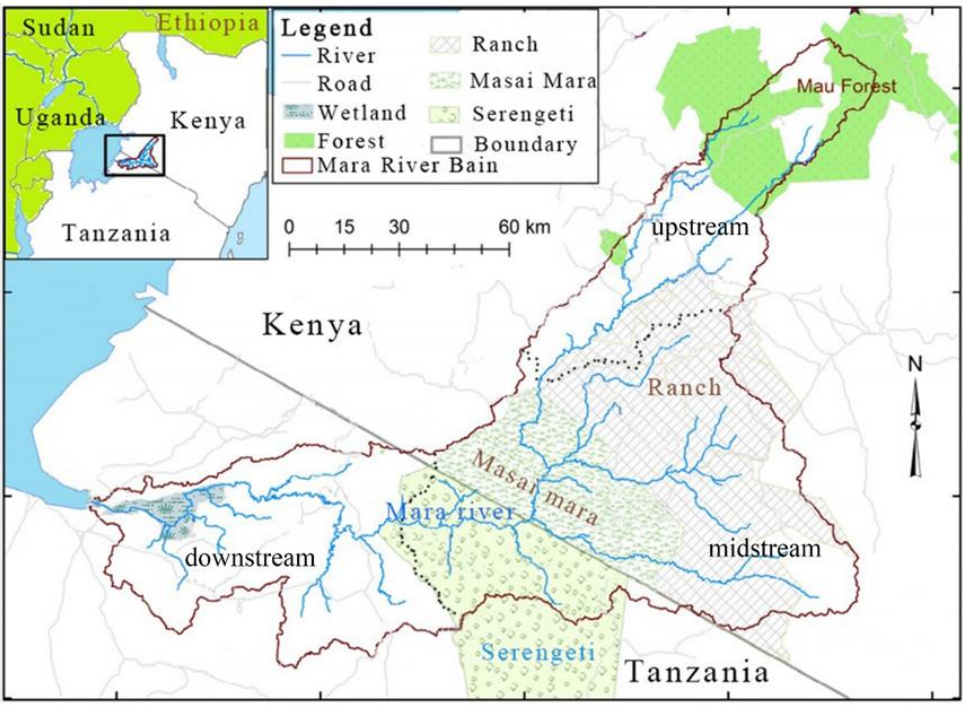 Sudan
Ethiopia
Uganda
Kenya
Tanzania
Legend
River
Road
Wetland
Forest
Mara River Bain
Ranch
Masai Mara
Serengeti
Boundary
0 15 30 60 km
Mau Forest
upstream
Kenya
N
Ranch
Masai mara
Mara river
downstream
midstream
Serengeti
Tanzania